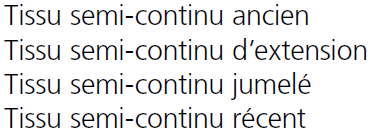 Tissu semi-continu ancien
Tissu semi-continu d’extension
Tissu semi-continu jumelé
Tissu semi-continu récent